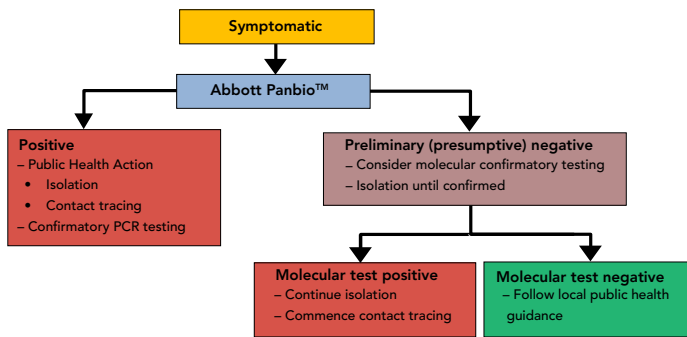 Symptomatic
Abbott Panbio™
Positive
– Public Health Action
• Isolation
• Contact tracing
– Confirmatory PCR testing
Preliminary (presumptive) negative
– Consider molecular confirmatory testing
– Isolation until confirmed
Molecular test positive
– Continue isolation
– Commence contact tracing
Molecular test negative
– Follow local public health
guidance